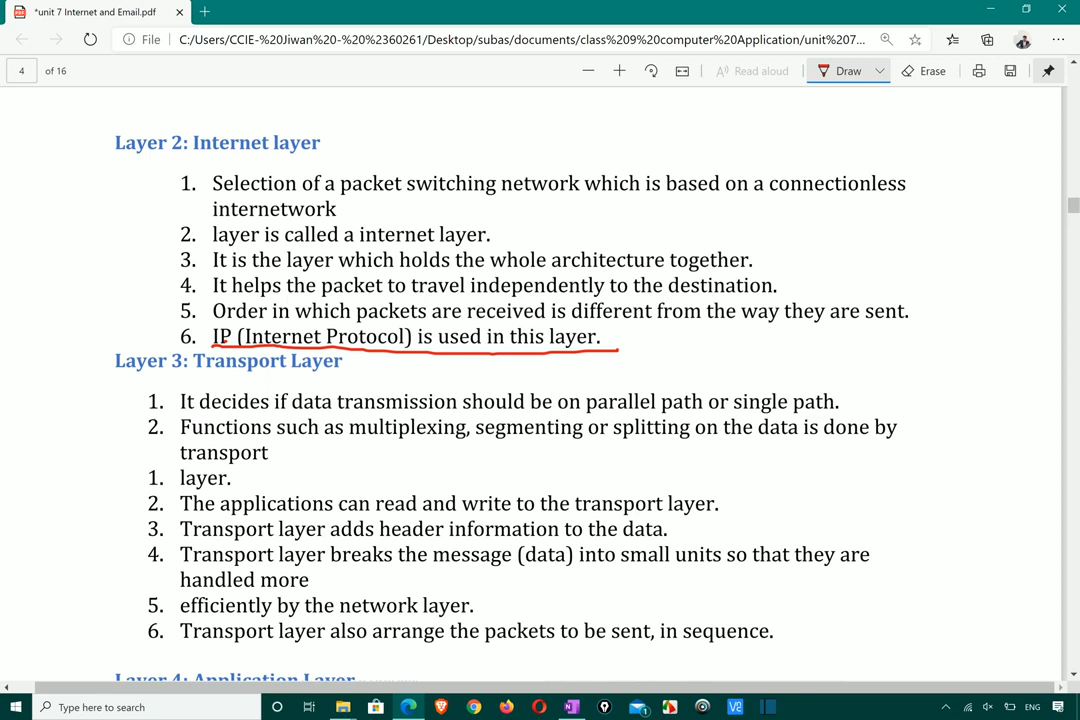 *unit 7 Internet and Email.pdf
File
C:/Users/CCIE-%20Jiwan%20-%20%2360261/Desktop/subas/documents/class%209%20computer%20Application/unit%207...
4 of 16
Read aloud
Draw
Erase
Layer 2: Internet layer
1. Selection of a packet switching network which is based on a connectionless
internetwork
2. layer is called a internet layer.
3. It is the layer which holds the whole architecture together.
4. It helps the packet to travel independently to the destination.
5. Order in which packets are received is different from the way they are sent.
6. IP (Internet Protocol) is used in this layer.
Layer 3: Transport Layer
1. It decides if data transmission should be on parallel path or single path.
2. Functions such as multiplexing, segmenting or splitting on the data is done by
transport
1. layer.
2. The applications can read and write to the transport layer.
3. Transport layer adds header information to the data.
4. Transport layer breaks the message (data) into small units so that they are
handled more
5. efficiently by the network layer.
6. Transport layer also arrange the packets to be sent, in sequence.
Layer 4: Application Layer
Type here to search
ENG